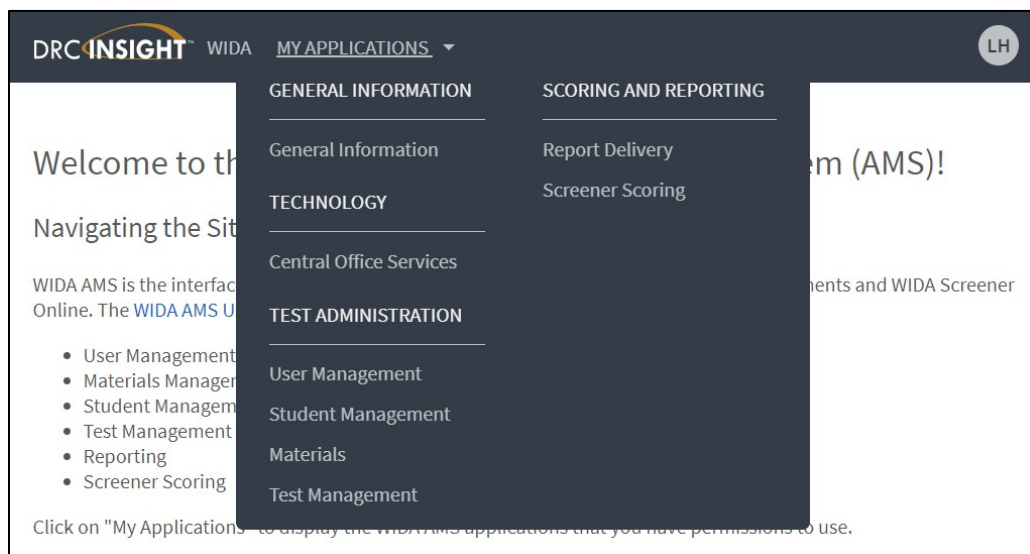 DRC INSIGHT™ WIDA MY APPLICATIONS LH
GENERAL INFORMATION
General Information
TECHNOLOGY
Central Office Services
TEST ADMINISTRATION
User Management
Student Management
Materials
Test Management
SCORING AND REPORTING
Report Delivery
Screener Scoring
Welcome to th em (AMS)!
Navigating the Sit
WIDA AMS is the interfac ents and WIDA Screener
Online. The WIDA AMS U
• User Management
• Materials Manager
• Student Managem
• Test Management
• Reporting
• Screener Scoring
Click on "My Applications" to display the WIDA AMS applications that you have permissions to use.